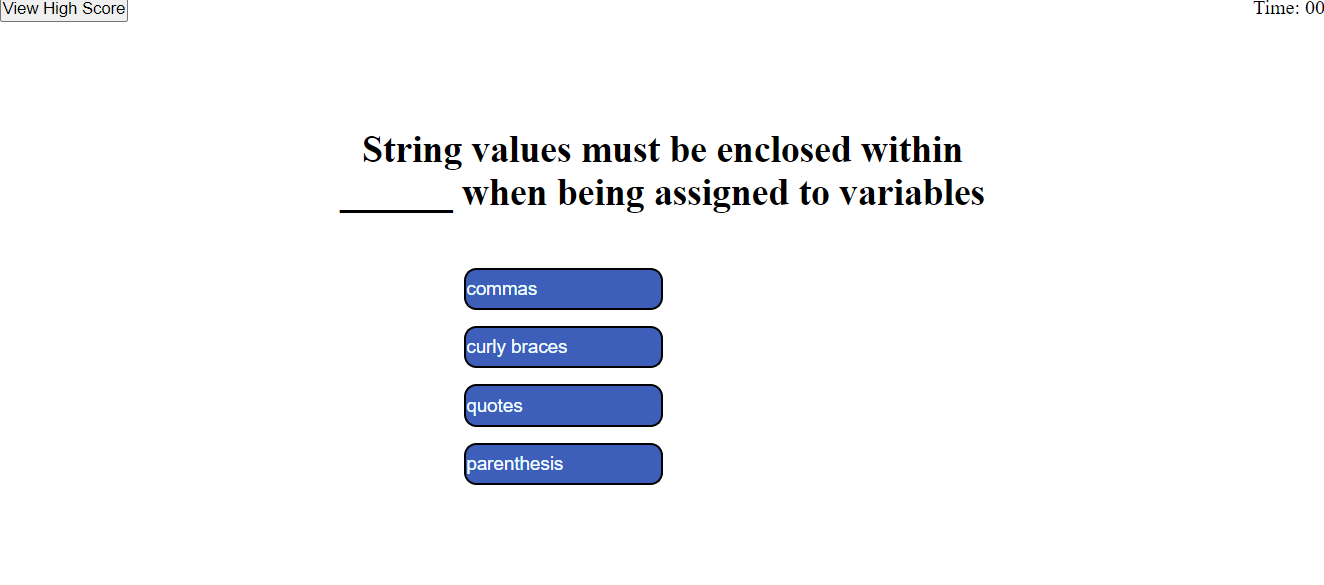 View High Score
Time: 00
String values must be enclosed within
______ when being assigned to variables
commas
curly braces
quotes
parenthesis